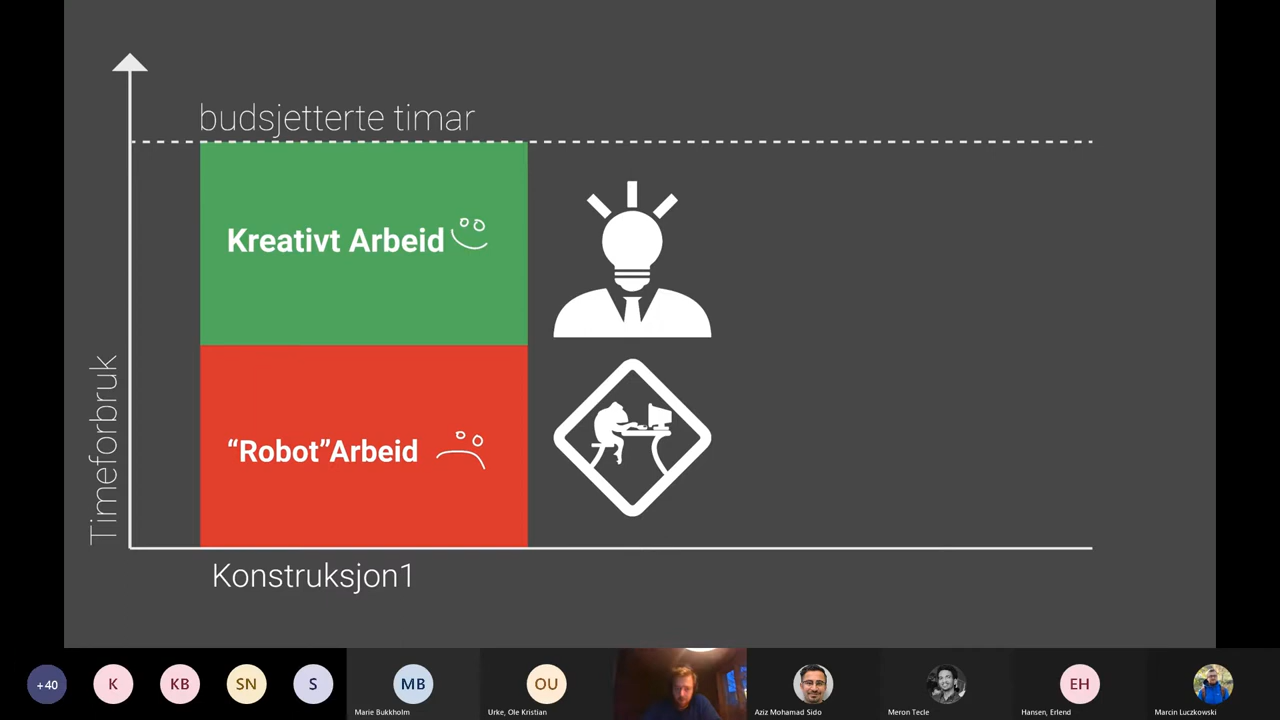 budsjetterte timar
Kreativt Arbeid
Timeforbruk
“Robot”Arbeid
Konstruksjon1
+40
K
KB
SN
S
MB
OU
EH
Marie Bukkholm
Urke, Ole Kristian
Aziz Mohamad Sido
Meron Tecle
Hansen, Erlend
Marcin Luczkowski